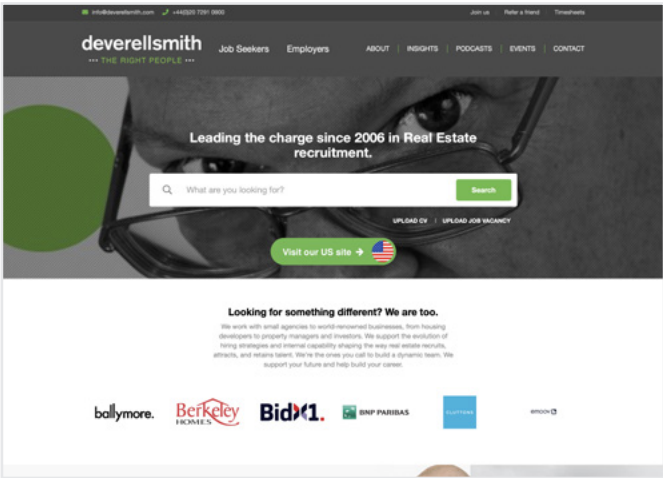 info@deverellsmith.com +44(0)20 7291 0900 Join us Refer a friend Timesheets
deverellsmith
••• THE RIGHT PEOPLE •••
Job Seekers Employers ABOUT | INSIGHTS | PODCASTS | EVENTS | CONTACT
Leading the charge since 2006 in Real Estate
recruitment.
What are you looking for? Search
UPLOAD CV | UPLOAD JOB VACANCY
Visit our US site →
Looking for something different? We are too.
We work with small agencies to world-renowned businesses, from housing
developers to property managers and investors. We support the evolution of
hiring strategies and internal capability shaping the way real estate recruits,
attracts, and retains talent. We're the ones you call to build a dynamic team. We
support your future and help build your career.
ballymore. Berkeley HOMES BidX1. BNP PARIBAS CLUTTONS emoov